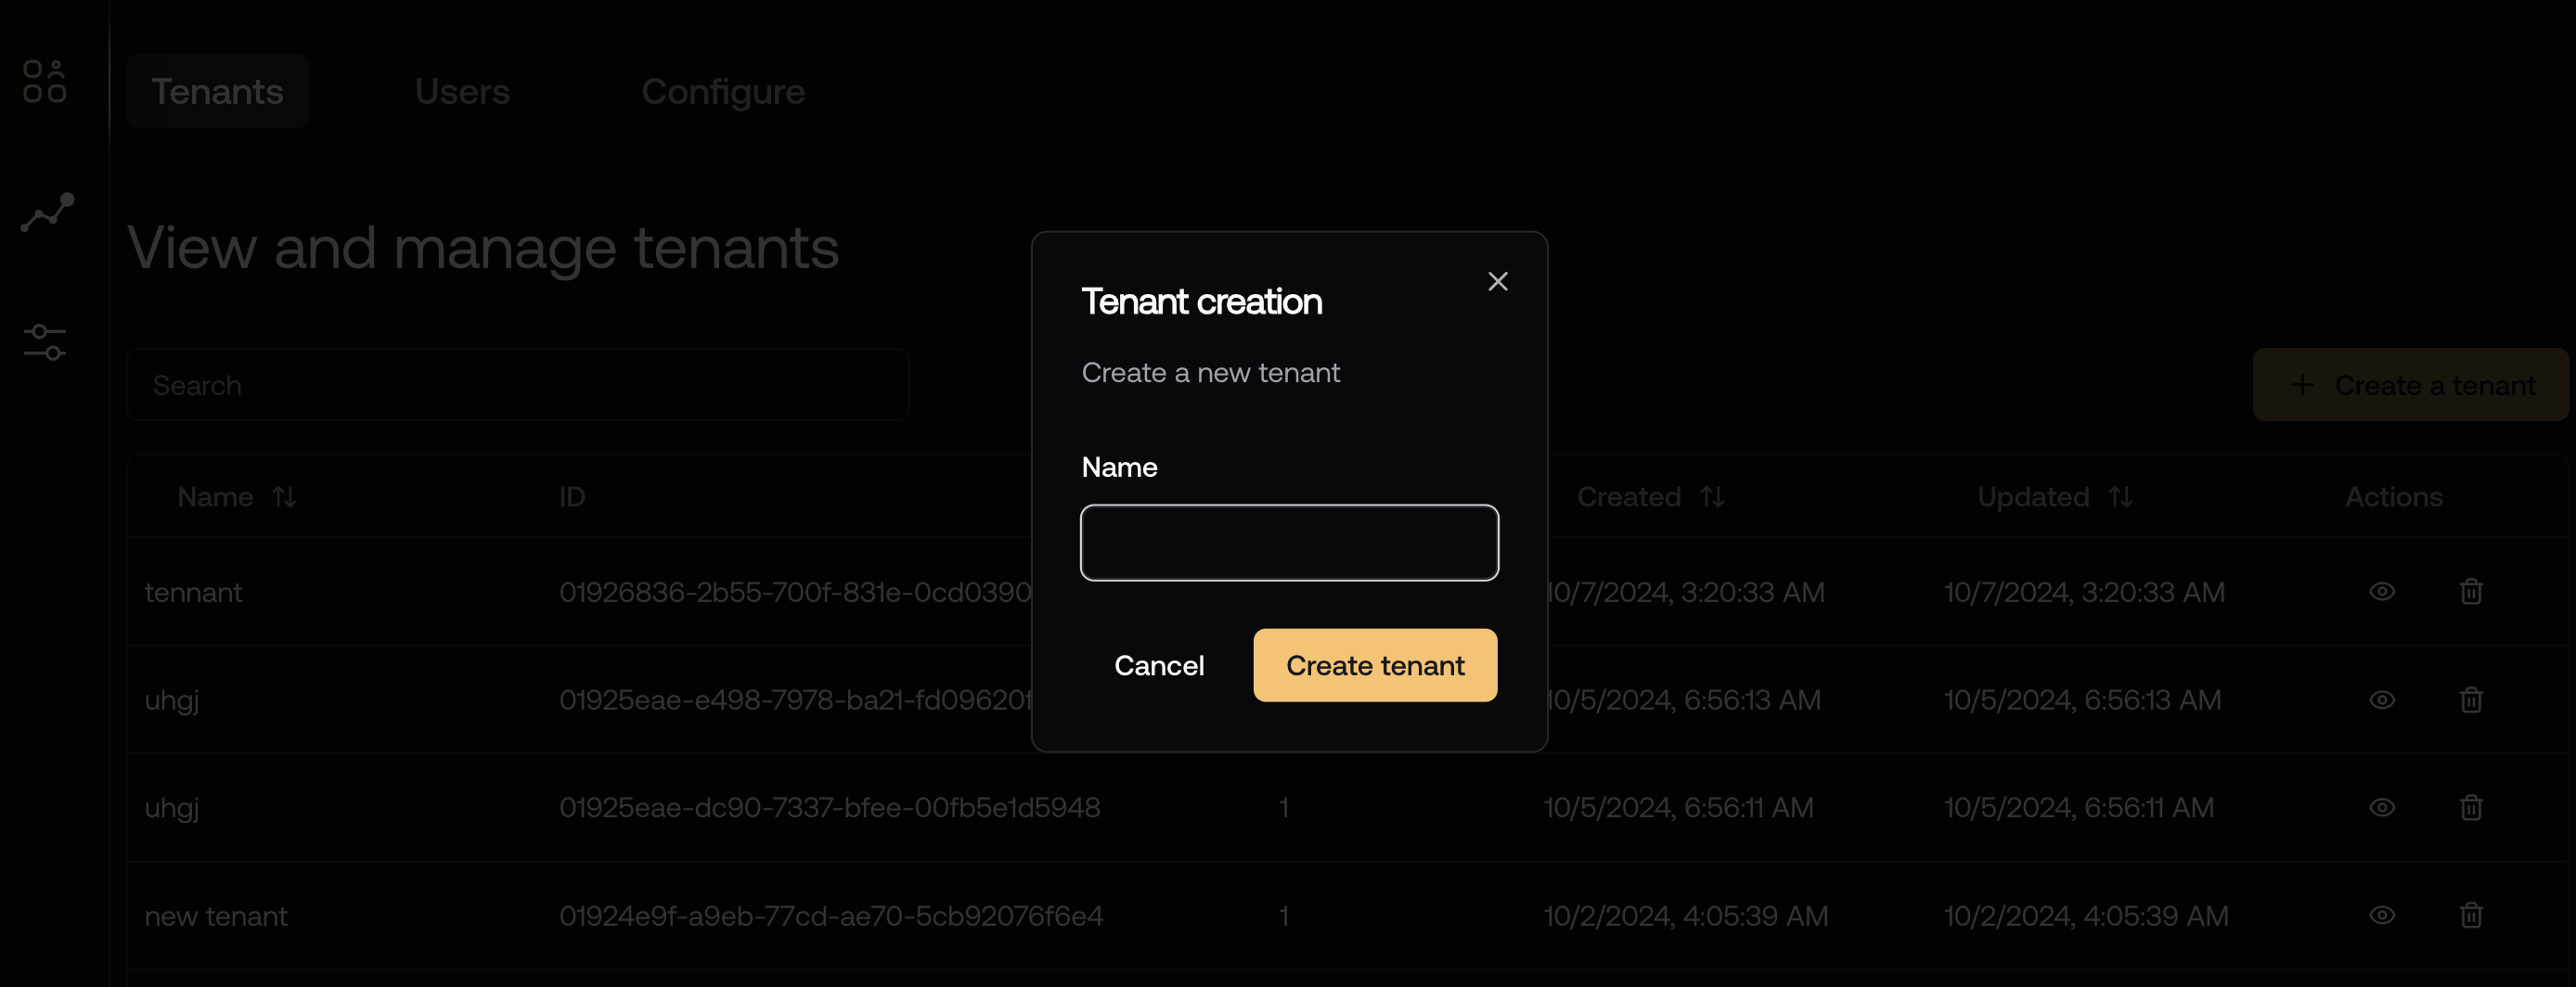 Tenants Users Configure
View and manage tenants
Tenant creation
Create a new tenant
Search
Create a tenant
Name
Name ID Created Updated Actions
tennant 01926836-2b55-700f-831e-0cd0390 10/7/2024, 3:20:33 AM 10/7/2024, 3:20:33 AM
Cancel Create tenant
uhgj 01925eae-e498-7978-ba21-fd09620f 10/5/2024, 6:56:13 AM 10/5/2024, 6:56:13 AM
uhgj 01925eae-dc90-7337-bfee-00fb5e1d5948 1 10/5/2024, 6:56:11 AM 10/5/2024, 6:56:11 AM
new tenant 01924e9f-a9eb-77cd-ae70-5cb92076f6e4 1 10/2/2024, 4:05:39 AM 10/2/2024, 4:05:39 AM